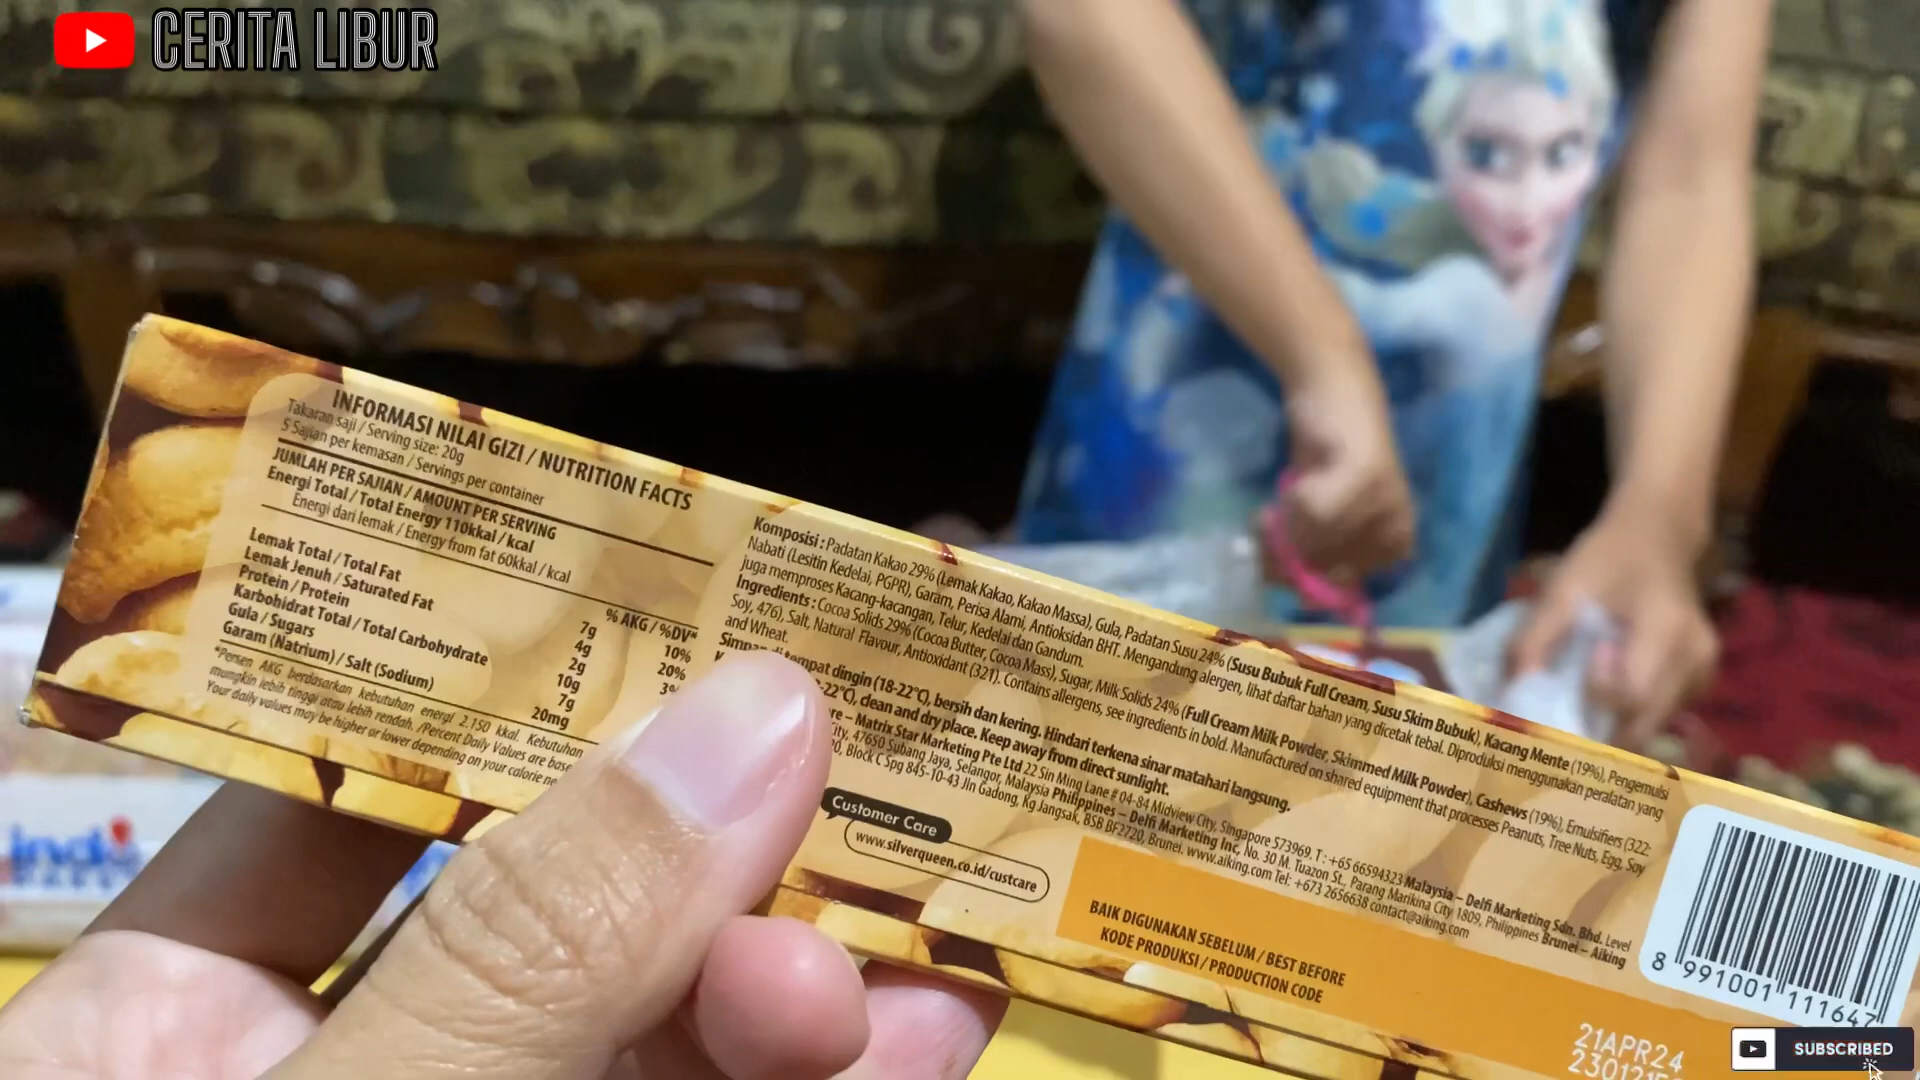 CERITA LIBUR
INFORMASI NILAI GIZI / NUTRITION FACTS
Takaran saji / Serving size: 20g
5 Sajian per kemasan / Servings per container
JUMLAH PER SAJIAN / AMOUNT PER SERVING
Energi Total / Total Energy 110kkal / kcal
Energi dari lemak / Energy from fat 60kkal / kcal
% AKG / %DV*
Lemak Total / Total Fat 7g 10%
Lemak Jenuh / Saturated Fat 4g 20%
Protein / Protein 2g 3%
Karbohidrat Total / Total Carbohydrate 10g
Gula / Sugars 7g
Garam (Natrium) / Salt (Sodium) 20mg
*Persen AKG berdasarkan kebutuhan energi 2.150 kkal. Kebutuhan
mungkin lebih tinggi atau lebih rendah. /Percent Daily Values are base
Your daily values may be higher or lower depending on your calorie ne
Komposisi : Padatan Kakao 29% (Lemak Kakao, Kakao Massa), Gula, Padatan Susu 24% (Susu Bubuk Full Cream, Susu Skim Bubuk), Kacang Mente (19%), Pengemulsi
Nabati (Lesitin Kedelai, PGPR), Garam, Perisa Alami, Antioksidan BHT. Mengandung alergen, lihat daftar bahan yang dicetak tebal. Diproduksi menggunakan peralatan yang
juga memproses Kacang-kacangan, Telur, Kedelai dan Gandum.
Ingredients : Cocoa Solids 29% (Cocoa Butter, Cocoa Mass), Sugar, Milk Solids 24% (Full Cream Milk Powder, Skimmed Milk Powder), Cashews (19%), Emulsifiers (322:
Soy, 476), Salt, Natural Flavour, Antioxidant (321). Contains allergens, see ingredients in bold. Manufactured on shared equipment that processes Peanuts, Tree Nuts, Egg, Soy
and Wheat.
Simpan di tempat dingin (18-22°C), bersih dan kering. Hindari terkena sinar matahari langsung.
-22°C), clean and dry place. Keep away from direct sunlight.
re – Matrix Star Marketing Pte Ltd 22 Sin Ming Lane # 04-84 Midview City, Singapore 573969. T : +65 66594323 Malaysia – Delfi Marketing Sdn. Bhd. Level
City, 47650 Subang Jaya, Selangor, Malaysia Philippines – Delfi Marketing Inc, No. 30 M. Tuazon St., Parang Marikina City 1809, Philippines Brunei – Aiking
Block C Spg 845-10-43 Jln Gadong, kg Jangsak, BSB BF2720, Brunei. www.aiking.com Tel: +673 2656638 contact@aiking.com
Customer Care
www.silverqueen.co.id/custcare
BAIK DIGUNAKAN SEBELUM / BEST BEFORE
KODE PRODUKSI / PRODUCTION CODE
21APR24
8 991001 111647
SUBSCRIBED